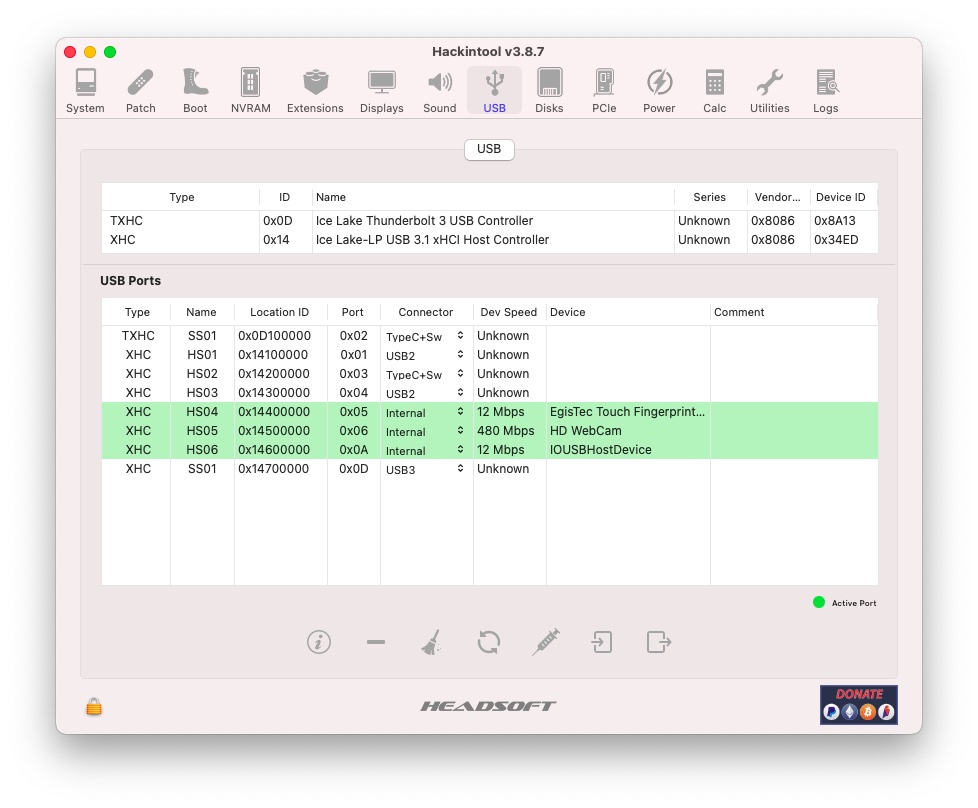 Hackintool v3.8.7
System Patch Boot NVRAM Extensions Displays Sound USB Disks PCIe Power Calc Utilities Logs
USB
Type ID Name Series Vendor... Device ID
TXHC 0x0D Ice Lake Thunderbolt 3 USB Controller Unknown 0x8086 0x8A13
XHC 0x14 Ice Lake-LP USB 3.1 xHCI Host Controller Unknown 0x8086 0x34ED
USB Ports
Type Name Location ID Port Connector Dev Speed Device Comment
TXHC SS01 0x0D100000 0x02 TypeC+Sw Unknown
XHC HS01 0x14100000 0x01 USB2 Unknown
XHC HS02 0x14200000 0x03 TypeC+Sw Unknown
XHC HS03 0x14300000 0x04 USB2 Unknown
XHC HS04 0x14400000 0x05 Internal 12 Mbps EgisTec Touch Fingerprint...
XHC HS05 0x14500000 0x06 Internal 480 Mbps HD WebCam
XHC HS06 0x14600000 0x0A Internal 12 Mbps IOUSBHostDevice
XHC SS01 0x14700000 0x0D USB3 Unknown
Active Port
HEADSOFT
DONATE